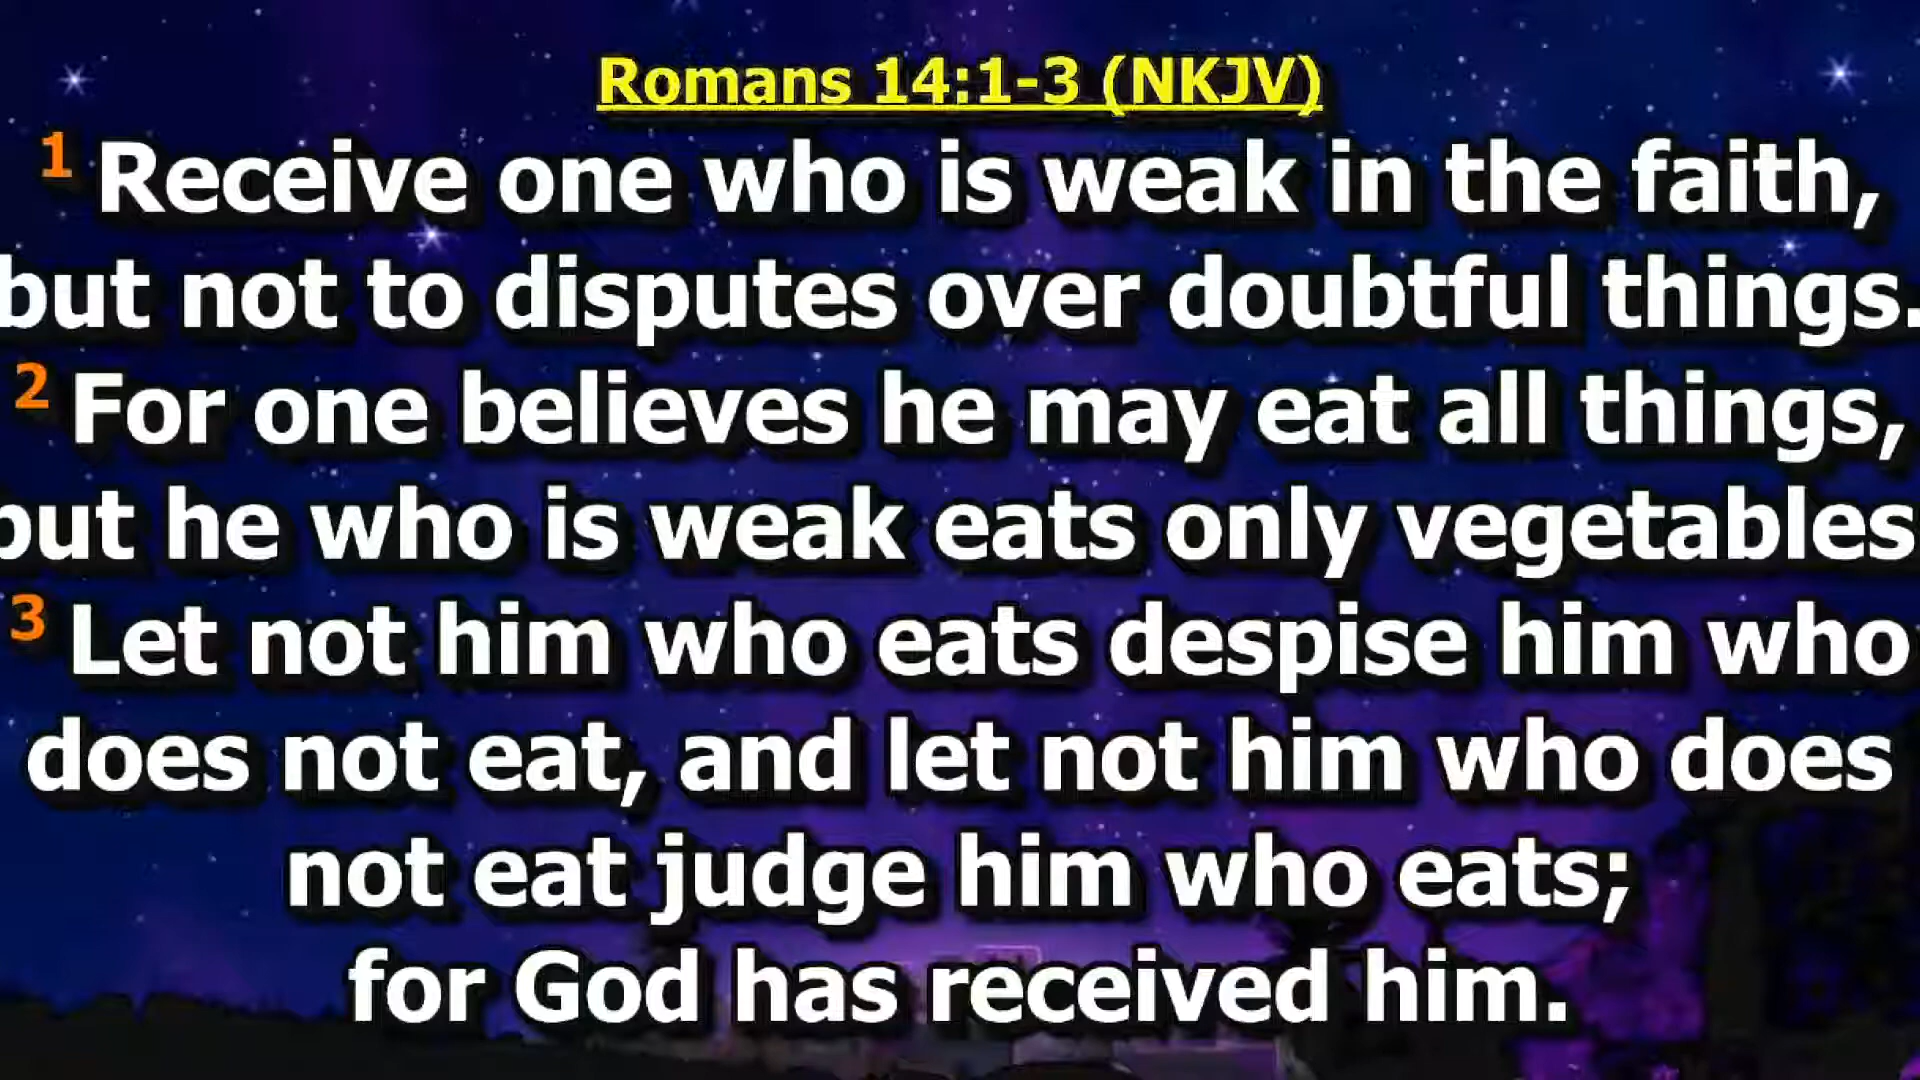 Romans 14:1-3 (NKJV)
1 Receive one who is weak in the faith,
but not to disputes over doubtful things.
2 For one believes he may eat all things,
but he who is weak eats only vegetables
3 Let not him who eats despise him who
does not eat, and let not him who does
not eat judge him who eats;
for God has received him.